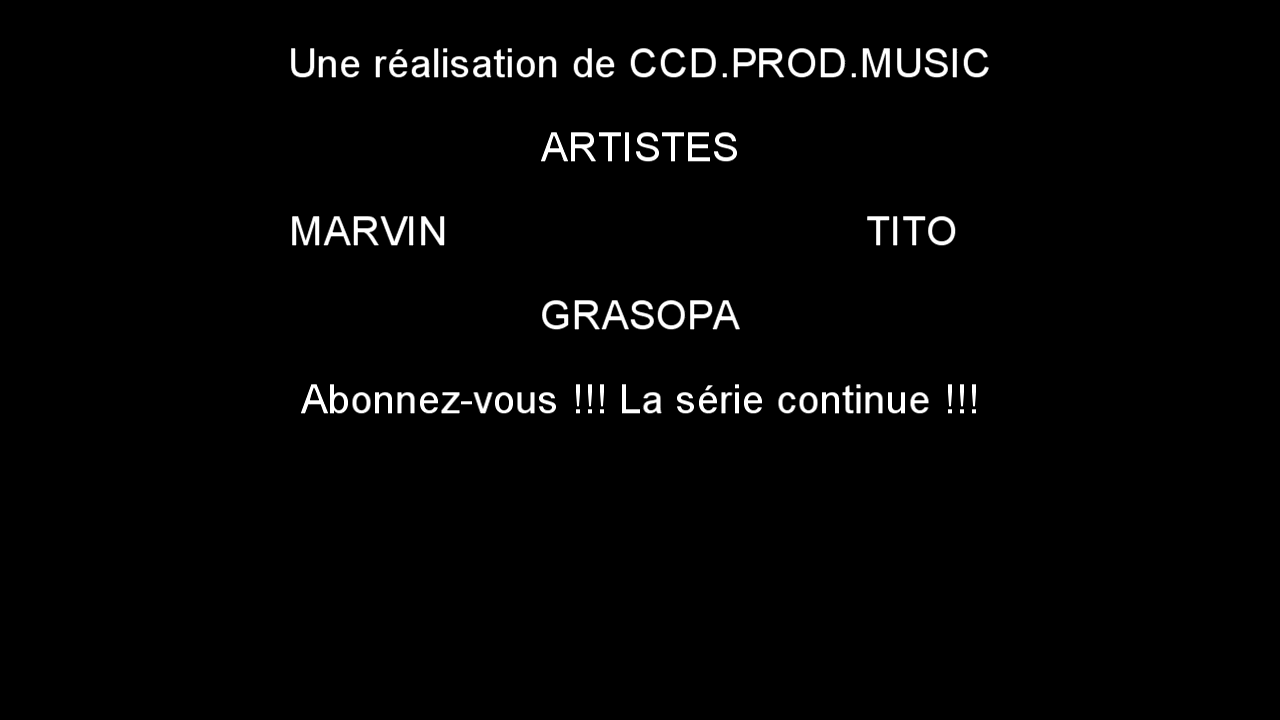 Une réalisation de CCD.PROD.MUSIC
ARTISTES
MARVIN TITO
GRASOPA
Abonnez-vous !!! La série continue !!!